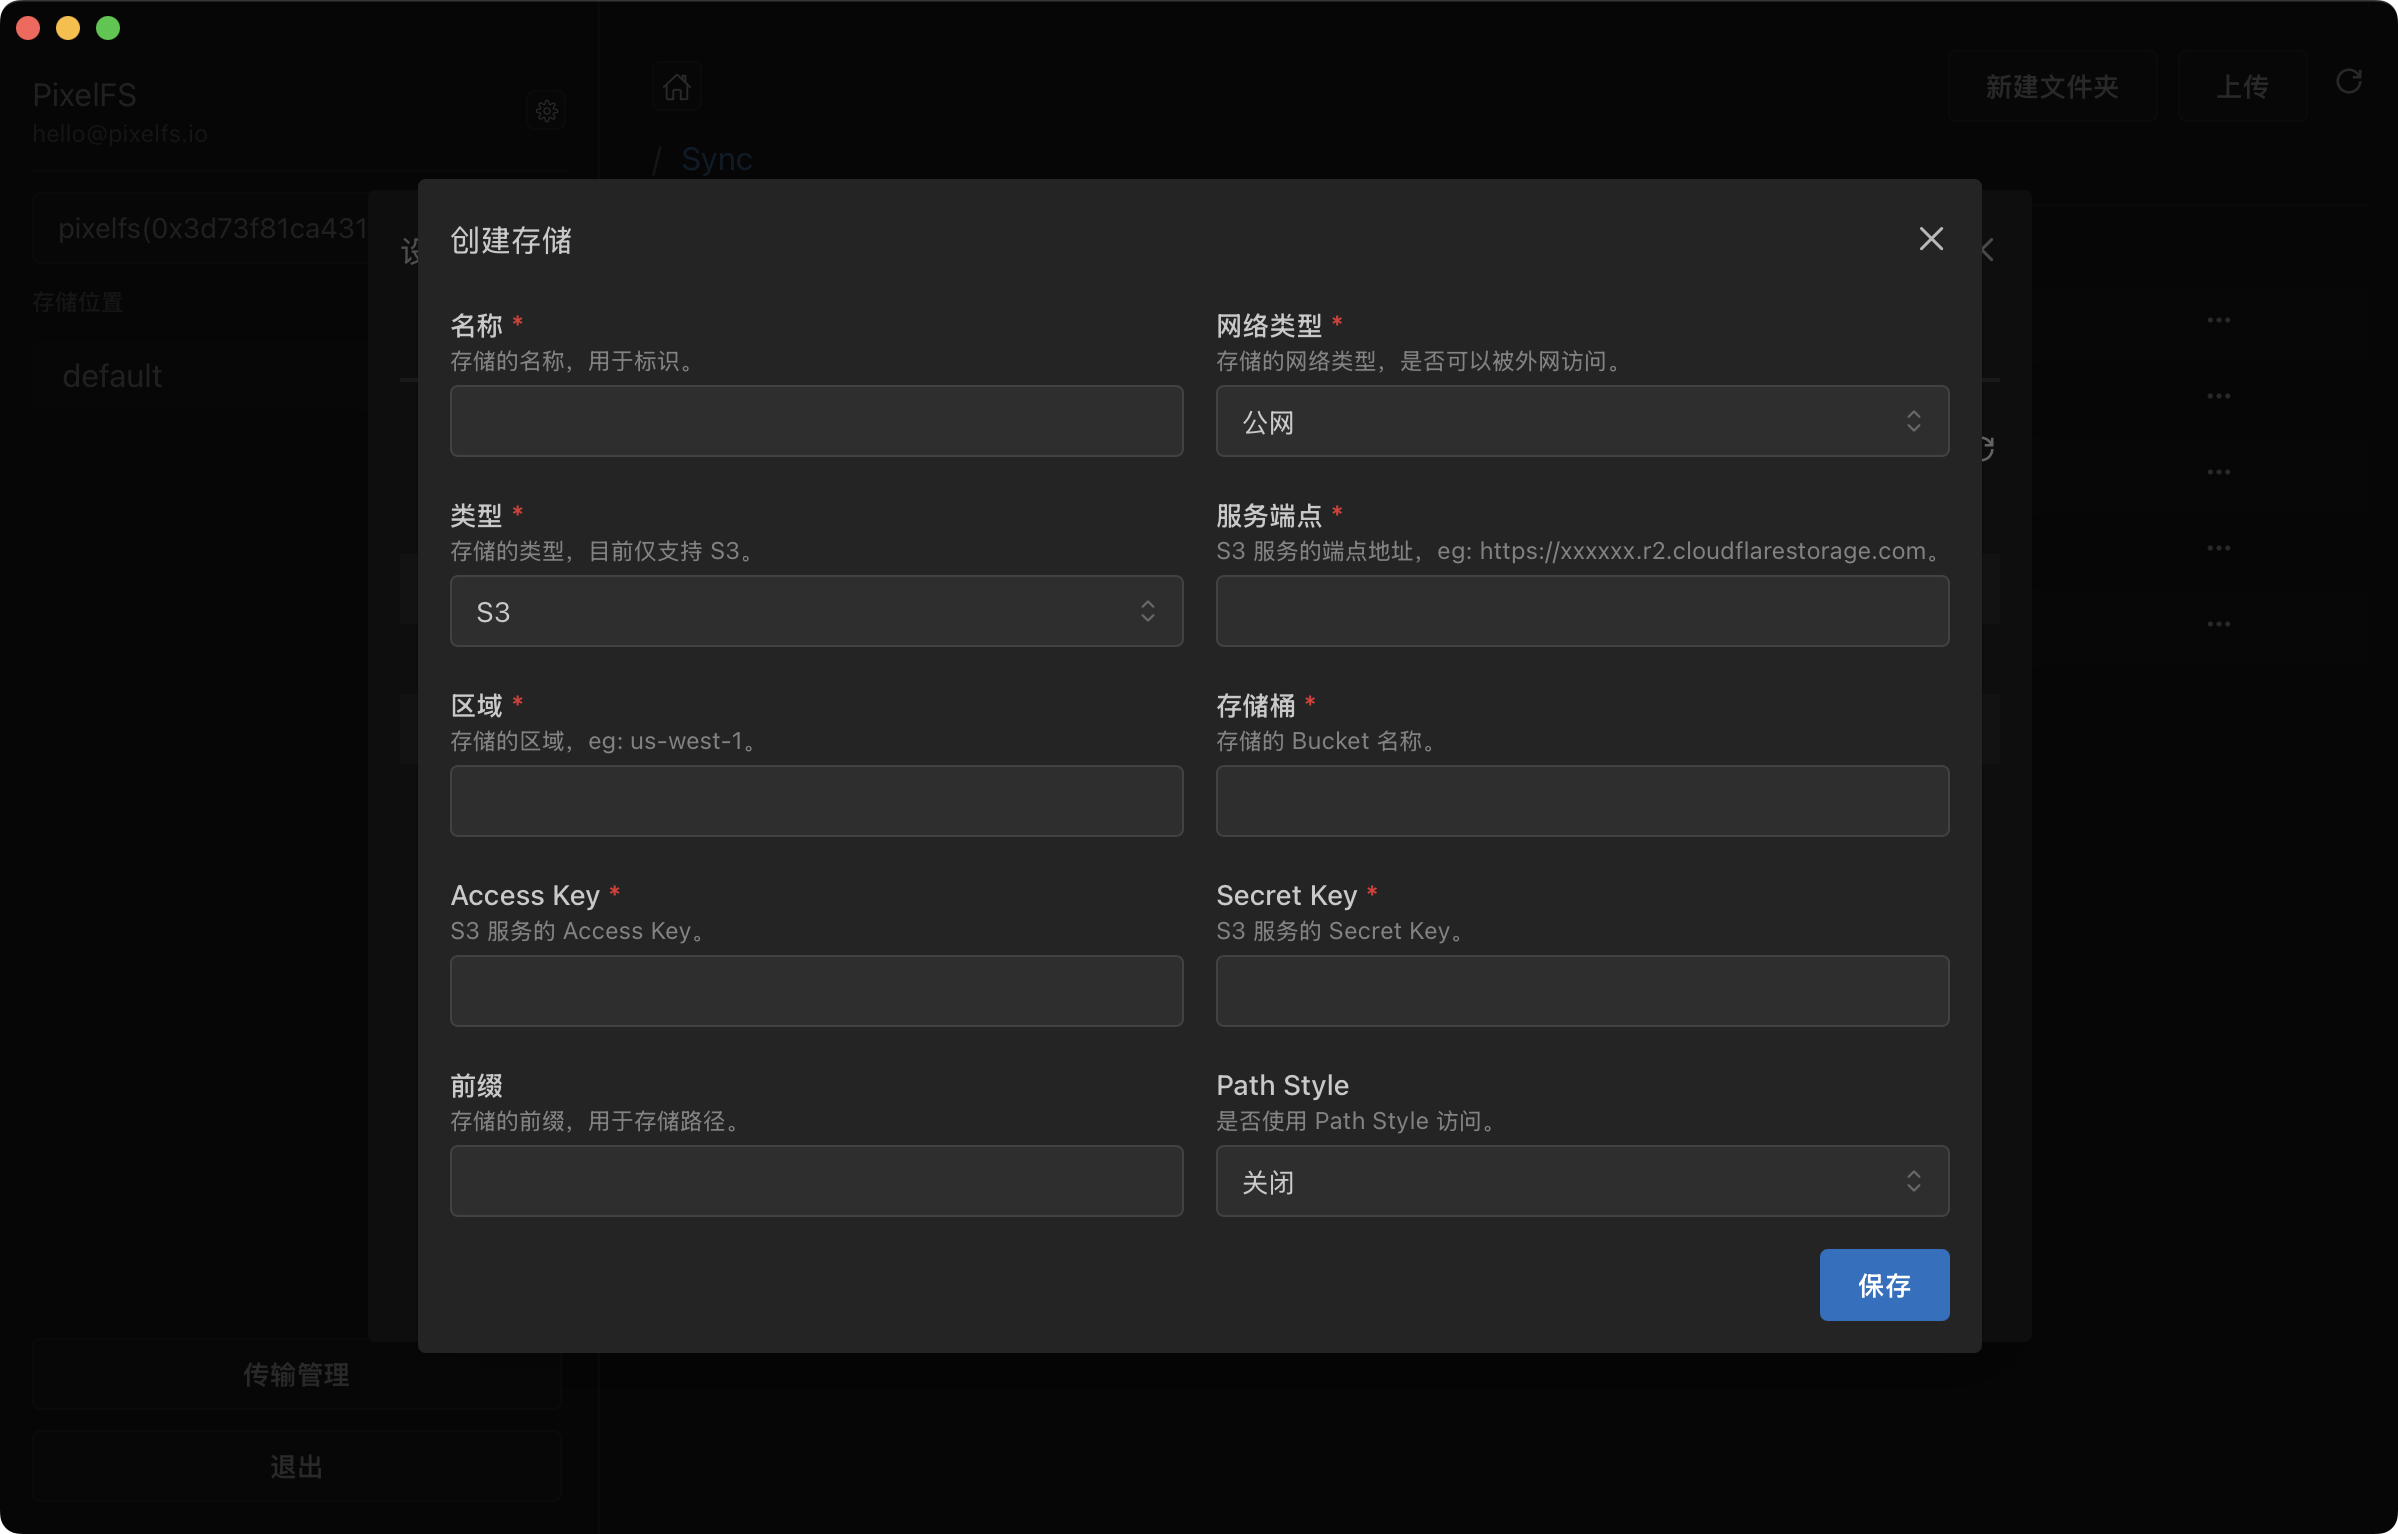 PixelFS
hello@pixelfs.io
pixelfs(0x3d73f81ca431
存储位置
default
传输管理
退出
新建文件夹
上传
/ Sync
创建存储
名称 *
存储的名称，用于标识。
网络类型 *
存储的网络类型，是否可以被外网访问。
公网
类型 *
存储的类型，目前仅支持 S3。
S3
服务端点 *
S3 服务的端点地址，eg: https://xxxxxx.r2.cloudflarestorage.com。
区域 *
存储的区域，eg: us-west-1。
存储桶 *
存储的 Bucket 名称。
Access Key *
S3 服务的 Access Key。
Secret Key *
S3 服务的 Secret Key。
前缀
存储的前缀，用于存储路径。
Path Style
是否使用 Path Style 访问。
关闭
保存